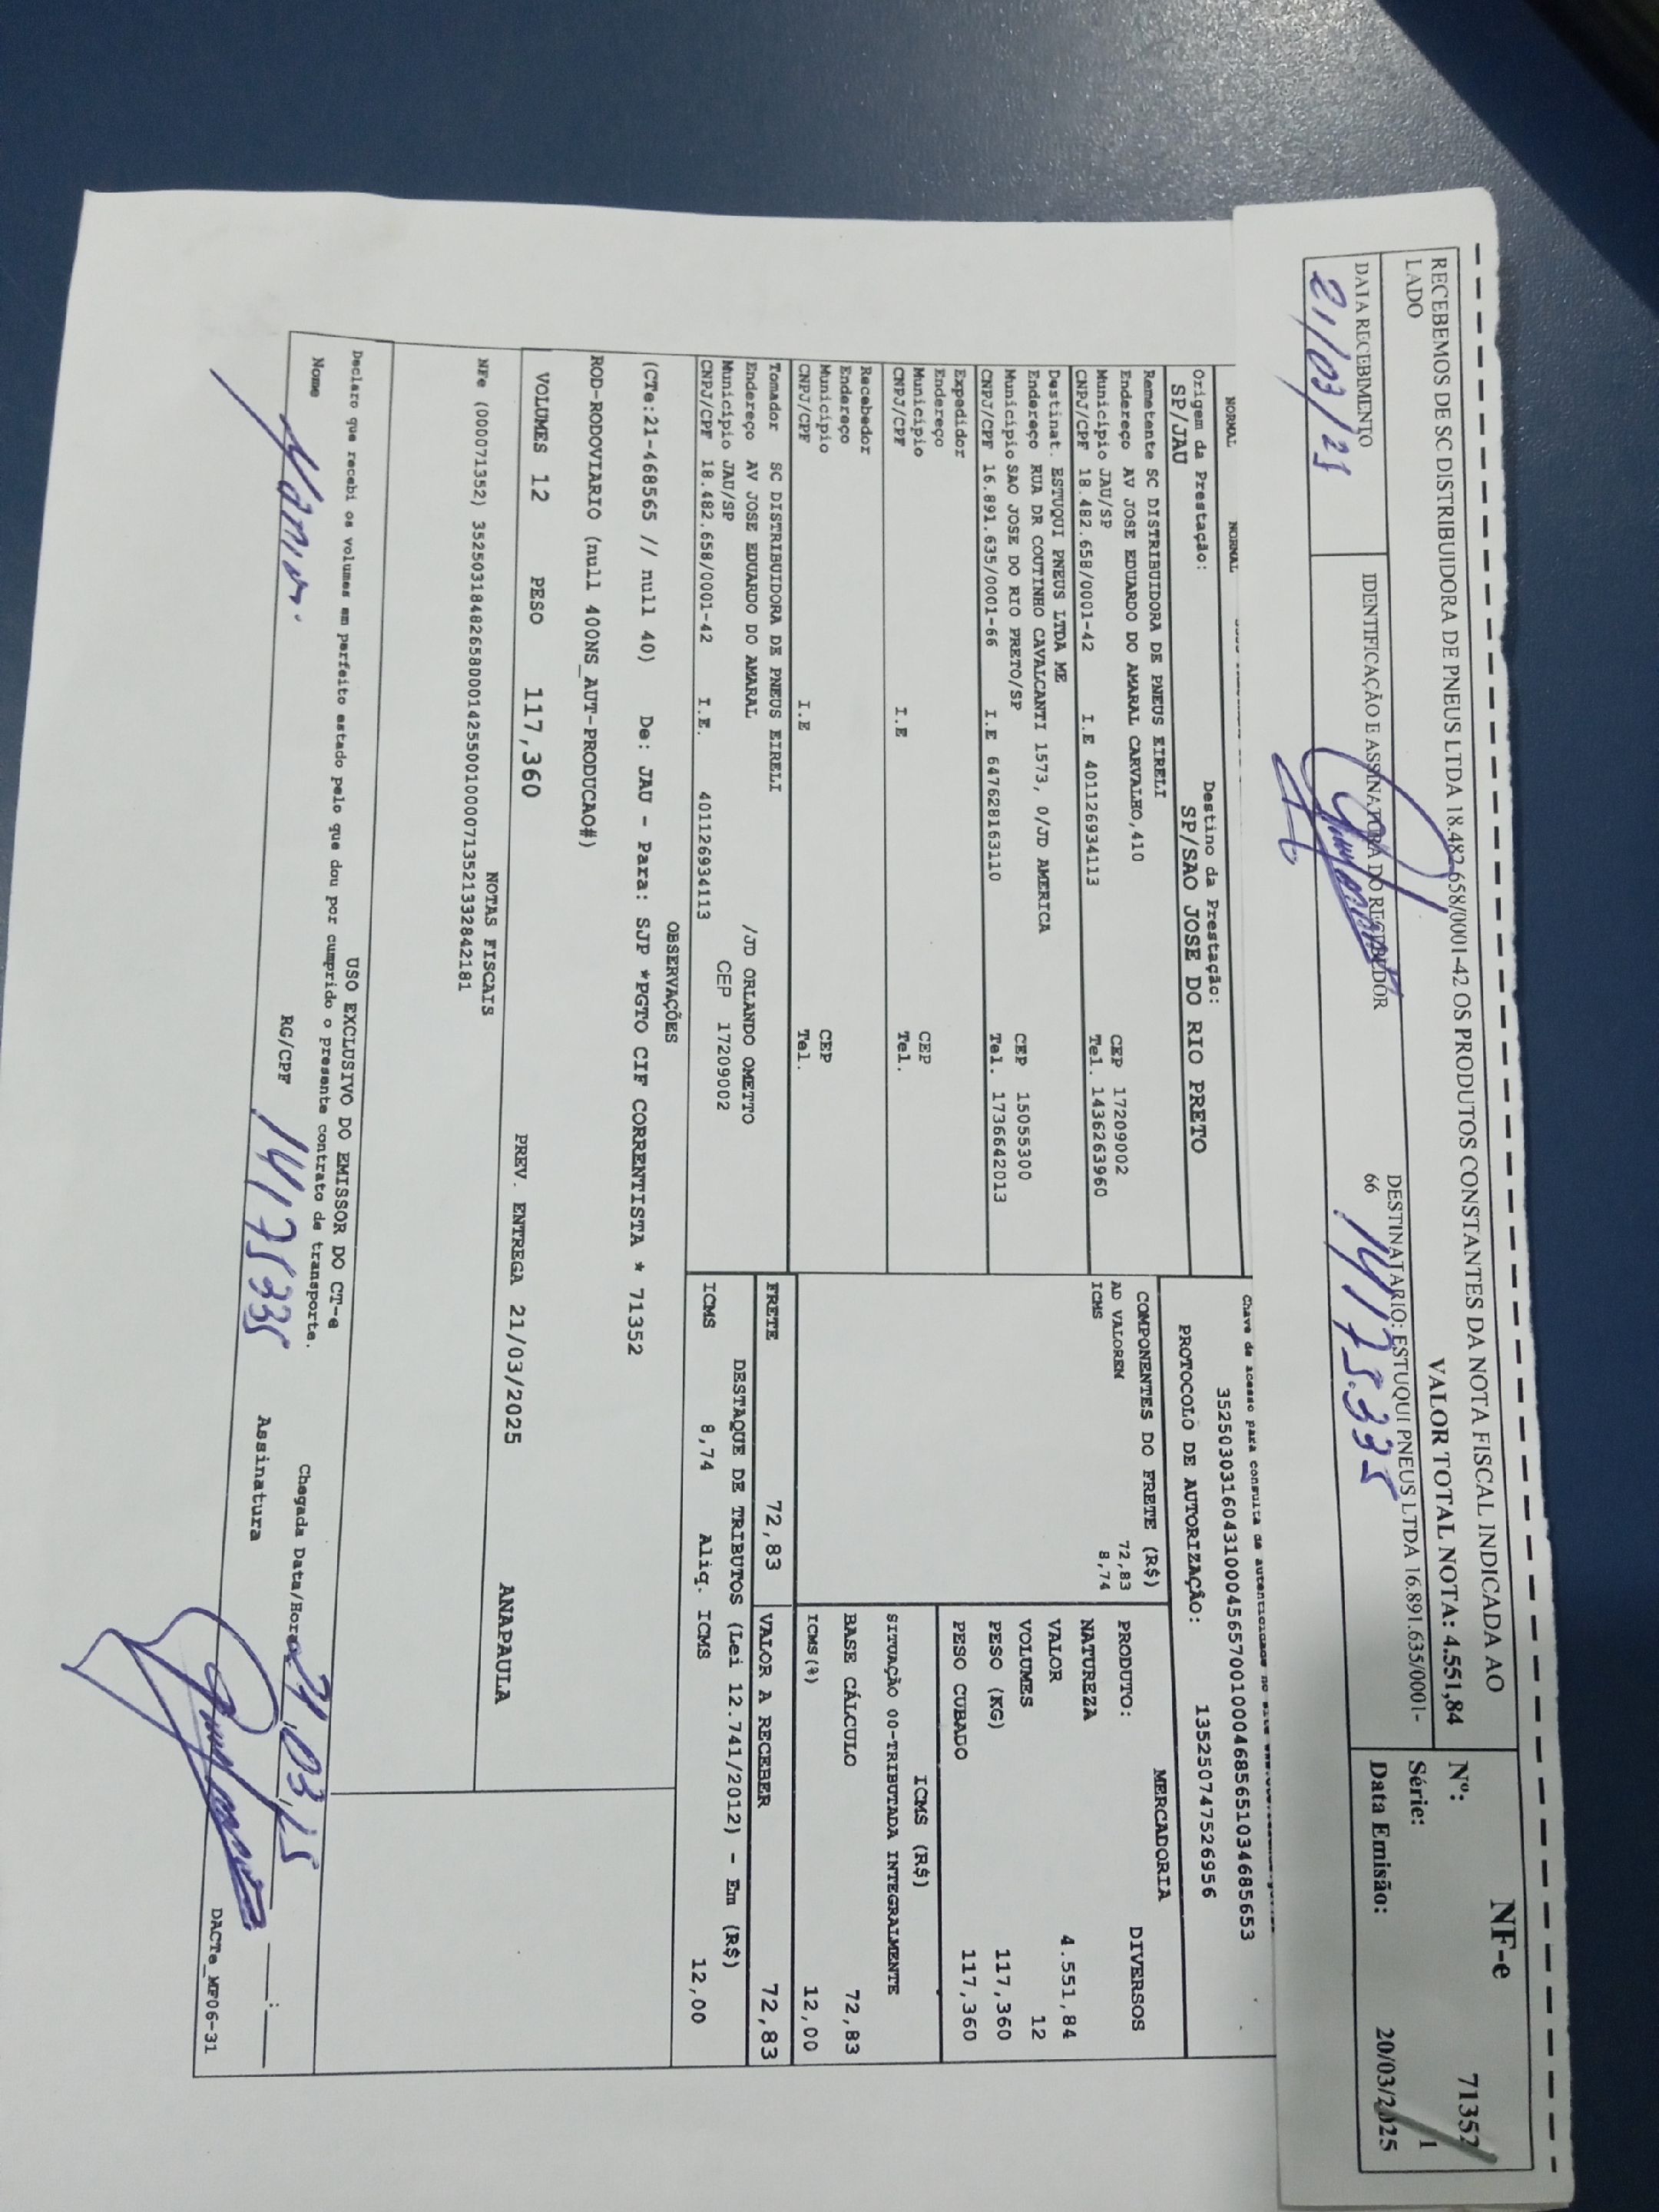 RECEBEMOS DE SC DISTRIBUIDORA DE PNEUS LTDA 18.482.658/0001-42 OS PRODUTOS CONSTANTES DA NOTA FISCAL INDICADA AO
LADO
VALOR TOTAL NOTA: 4.551,84
DESTINATARIO: ESTUQUI PNEUS LTDA 16.891.635/0001-
66
DATA RECEBIMENTO
21/03/25
IDENTIFICAÇÃO E ASSINATURA DO RECEBEDOR
14175.335
NF-e
Nº: 71352
Série: 1
Data Emissão: 20/03/2025
NORMAL NORMAL
Chave de acesso para consulta de autenticidade no site
35250303160431000456570010004685651034685653
Origem da Prestação:
SP/JAU
Destino da Prestação:
SP/SAO JOSE DO RIO PRETO
PROTOCOLO DE AUTORIZAÇÃO: 135250747526956
Remetente SC DISTRIBUIDORA DE PNEUS EIRELI
Endereço AV JOSE EDUARDO DO AMARAL CARVALHO,410
Município JAU/SP CEP 17209002
CNPJ/CPF 18.482.658/0001-42 I.E 401126934113 Tel. 1436263960
Destinat. ESTUQUI PNEUS LTDA ME
Endereço RUA DR COUTINHO CAVALCANTI 1573, 0/JD AMERICA
Município SAO JOSE DO RIO PRETO/SP CEP 15055300
CNPJ/CPF 16.891.635/0001-66 I.E 647628163110 Tel. 1736642013
Expedidor
Endereço
Município CEP
CNPJ/CPF I.E Tel.
Recebedor
Endereço
Município CEP
CNPJ/CPF I.E Tel.
Tomador SC DISTRIBUIDORA DE PNEUS EIRELI
Endereço AV JOSE EDUARDO DO AMARAL /JD ORLANDO OMETTO
Município JAU/SP CEP 17209002
CNPJ/CPF 18.482.658/0001-42 I.E. 401126934113
COMPONENTES DO FRETE (R$)
AD VALOREM 72,83
ICMS 8,74
MERCADORIA
PRODUTO: DIVERSOS
NATUREZA
VALOR 4.551,84
VOLUMES 12
PESO (KG) 117,360
PESO CUBADO 117,360
ICMS (R$)
SITUAÇÃO 00-TRIBUTADA INTEGRALMENTE
BASE CÁLCULO 72,83
ICMS(%) 12,00
FRETE 72,83 VALOR A RECEBER 72,83
DESTAQUE DE TRIBUTOS (Lei 12.741/2012) - Em (R$)
ICMS 8,74 Aliq. ICMS 12,00
OBSERVAÇÕES
(CTe:21-468565 // null 40) De: JAU - Para: SJP *PGTO CIF CORRENTISTA * 71352
ROD-RODOVIARIO (null 400NS_AUT-PRODUCAO#)
VOLUMES 12 PESO 117,360 PREV. ENTREGA 21/03/2025 ANAPAULA
NOTAS FISCAIS
NFe (000071352) 35250318482658000142550010000713521332842181
USO EXCLUSIVO DO EMISSOR DO CT-e
Declaro que recebi os volumes em perfeito estado pelo que dou por cumprido o presente contrato de transporte.
Chegada Data/Hora 21,03,25
Nome
RG/CPF 14175335
Assinatura
DACTe_MF06-31